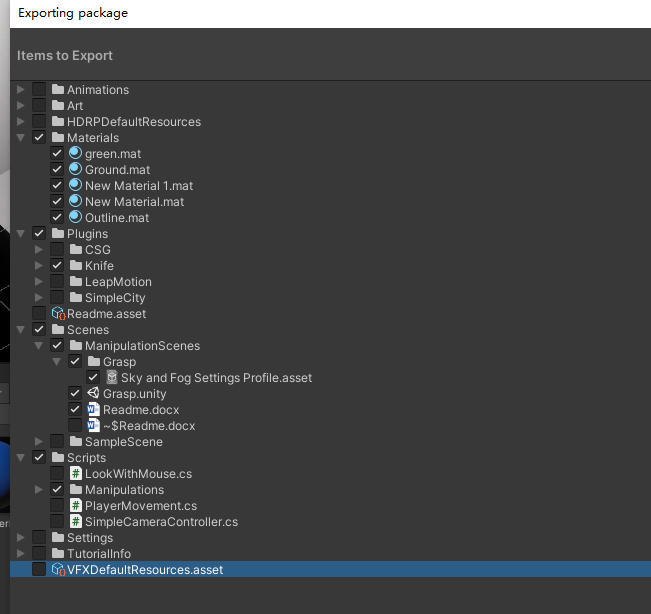 Exporting package
Items to Export
Animations
Art
HDRPDefaultResources
Materials
green.mat
Ground.mat
New Material 1.mat
New Material.mat
Outline.mat
Plugins
CSG
Knife
LeapMotion
SimpleCity
Readme.asset
Scenes
ManipulationScenes
Grasp
Sky and Fog Settings Profile.asset
Grasp.unity
Readme.docx
~$Readme.docx
SampleScene
Scripts
LookWithMouse.cs
Manipulations
PlayerMovement.cs
SimpleCameraController.cs
Settings
TutorialInfo
VFXDefaultResources.asset